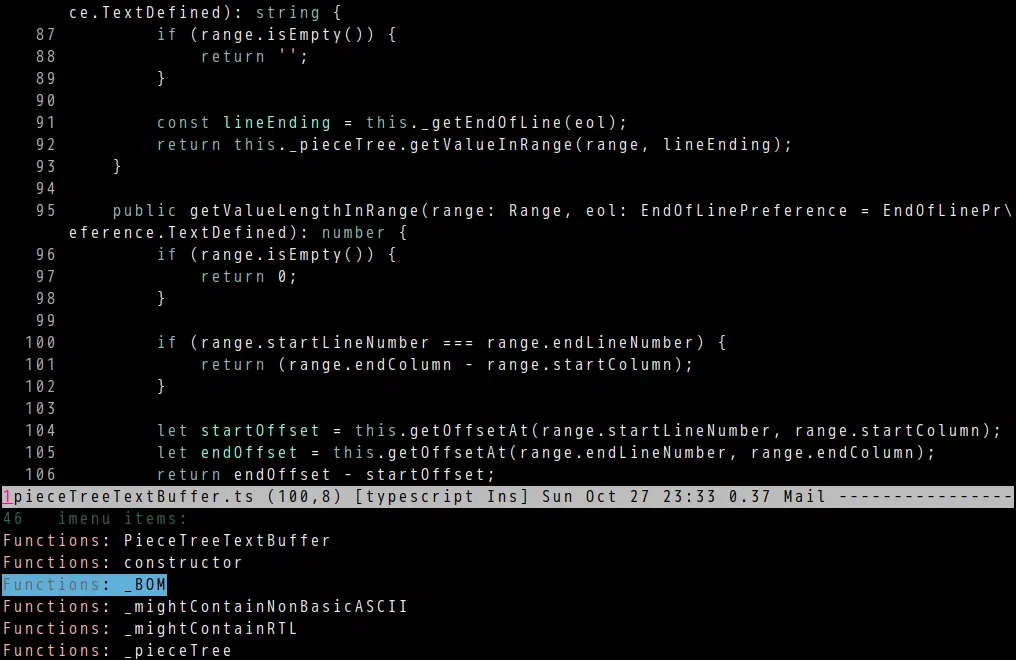 ce.TextDefined): string {
87 if (range.isEmpty()) {
88 return '';
89 }
90
91 const lineEnding = this._getEndOfLine(eol);
92 return this._pieceTree.getValueInRange(range, lineEnding);
93 }
94
95 public getValueLengthInRange(range: Range, eol: EndOfLinePreference = EndOfLinePr\
eference.TextDefined): number {
96 if (range.isEmpty()) {
97 return 0;
98 }
99
100 if (range.startLineNumber === range.endLineNumber) {
101 return (range.endColumn - range.startColumn);
102 }
103
104 let startOffset = this.getOffsetAt(range.startLineNumber, range.startColumn);
105 let endOffset = this.getOffsetAt(range.endLineNumber, range.endColumn);
106 return endOffset - startOffset;
1pieceTreeTextBuffer.ts (100,8) [typescript Ins] Sun Oct 27 23:33 0.37 Mail ----------------
46 imenu items:
Functions: PieceTreeTextBuffer
Functions: constructor
Functions: _BOM
Functions: _mightContainNonBasicASCII
Functions: _mightContainRTL
Functions: _pieceTree